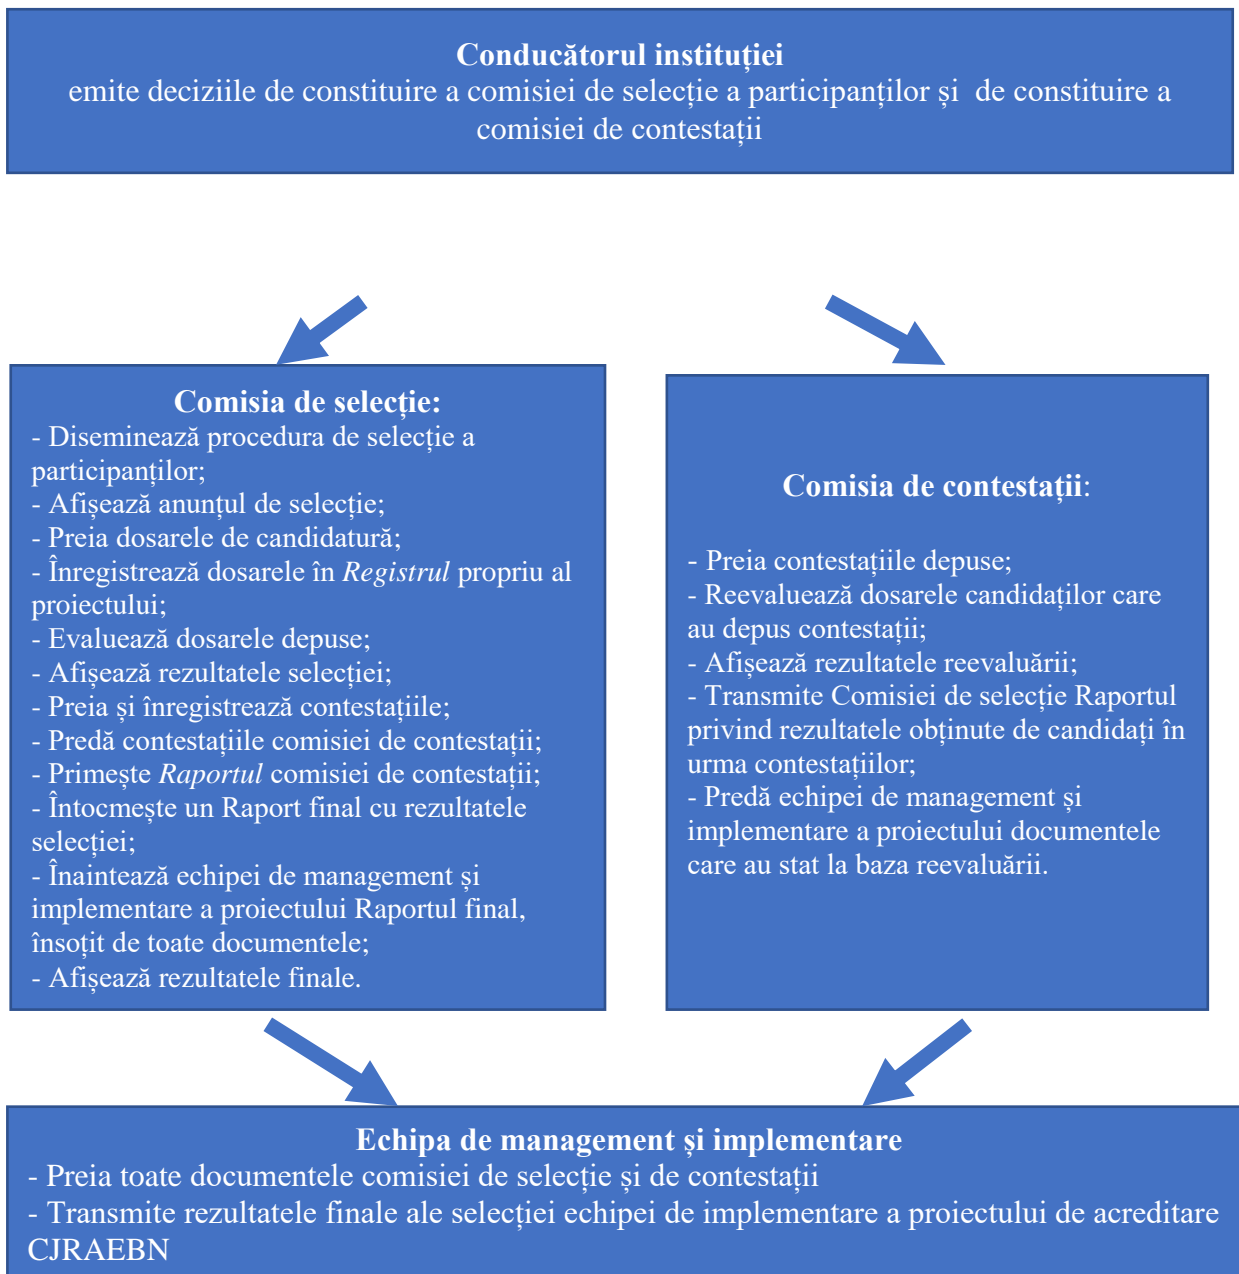 Conducătorul instituției
emite deciziile de constituire a comisiei de selecție a participanților și  de constituire a
comisiei de contestații
Comisia de selecție:
- Diseminează procedura de selecție a
participanților;
- Afișează anunțul de selecție;
- Preia dosarele de candidatură;
- Înregistrează dosarele în Registrul propriu al
proiectului;
- Evaluează dosarele depuse;
- Afișează rezultatele selecției;
- Preia și înregistrează contestațiile;
- Predă contestațiile comisiei de contestații;
- Primește Raportul comisiei de contestații;
- Întocmește un Raport final cu rezultatele
selecției;
- Înaintează echipei de management și
implementare a proiectului Raportul final,
însoțit de toate documentele;
- Afișează rezultatele finale.
Comisia de contestații:
- Preia contestațiile depuse;
- Reevaluează dosarele candidaților care
au depus contestații;
- Afișează rezultatele reevaluării;
- Transmite Comisiei de selecție Raportul
privind rezultatele obținute de candidați în
urma contestațiilor;
- Predă echipei de management și
implementare a proiectului documentele
care au stat la baza reevaluării.
Echipa de management și implementare
- Preia toate documentele comisiei de selecție și de contestații
- Transmite rezultatele finale ale selecției echipei de implementare a proiectului de acreditare
CJRAEBN